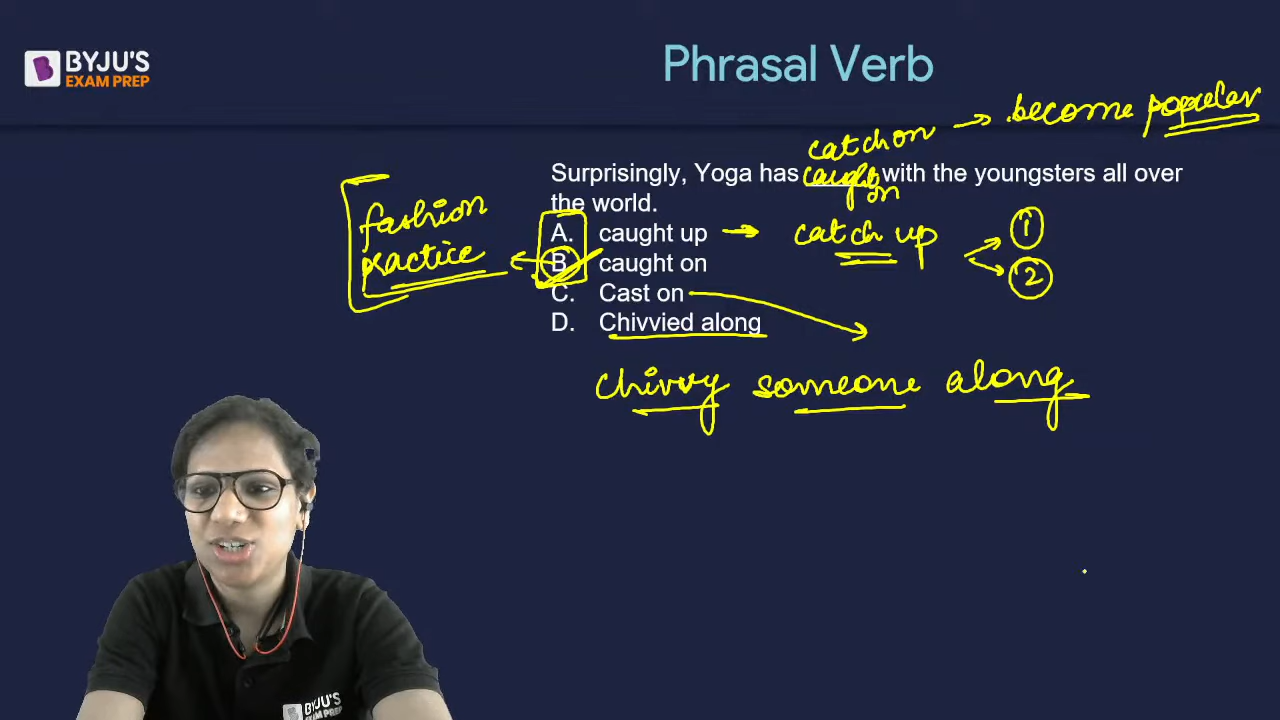 BYJU'S
EXAM PREP
Phrasal Verb
catch on → become popular
Surprisingly, Yoga has caught on with the youngsters all over
the world.
fashion
practice
A. caught up → catch up
①
②
B. caught on
C. Cast on
D. Chivvied along
chivvy someone along
BYJU'S
EXAM PREP